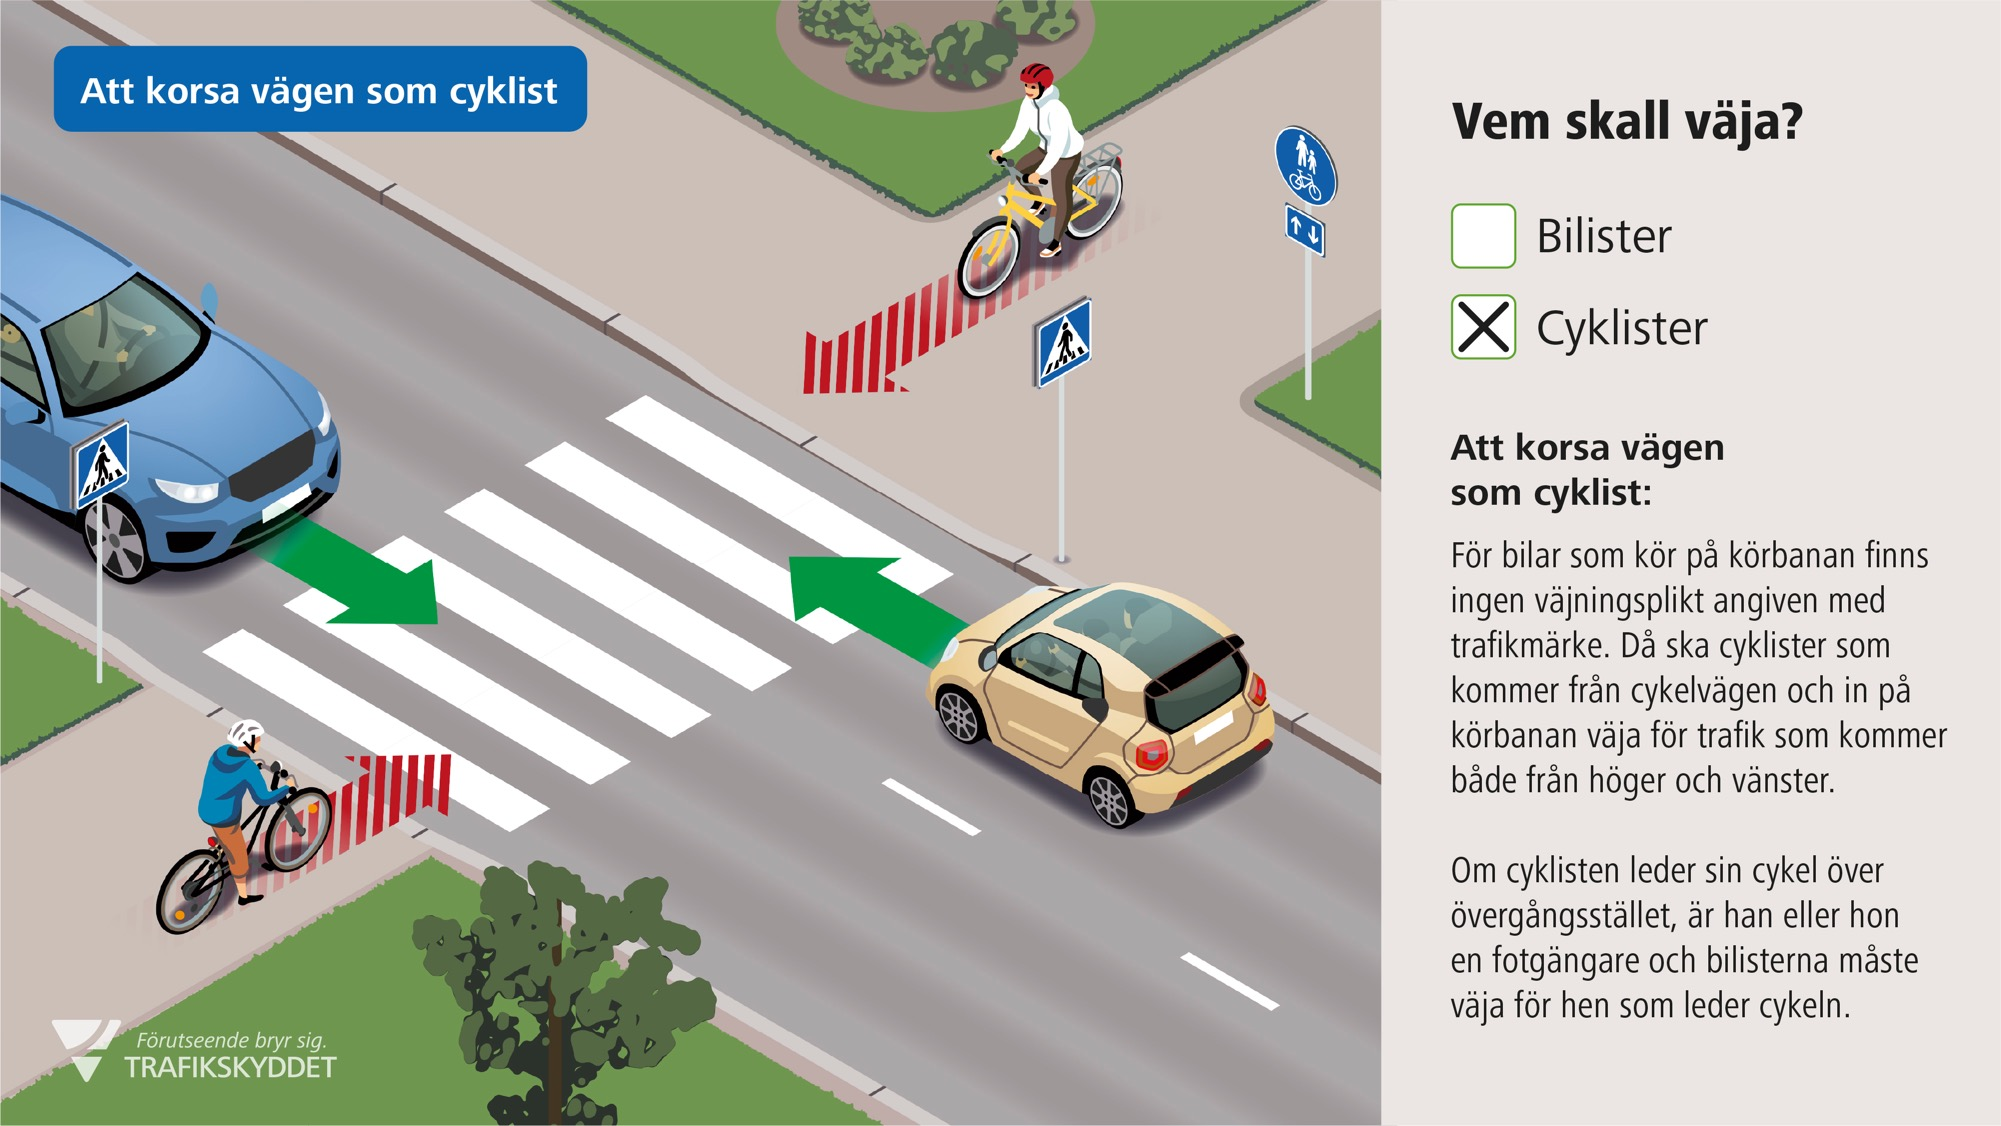 Att korsa vägen som cyklist
Vem skall väja?
Bilister
Cyklister
Att korsa vägen
som cyklist:
För bilar som kör på körbanan finns
ingen väjningsplikt angiven med
trafikmärke. Då ska cyklister som
kommer från cykelvägen och in på
körbanan väja för trafik som kommer
både från höger och vänster.
Om cyklisten leder sin cykel över
övergångsstället, är han eller hon
en fotgängare och bilisterna måste
väja för hen som leder cykeln.
Förutseende bryr sig.
TRAFIKSKYDDET